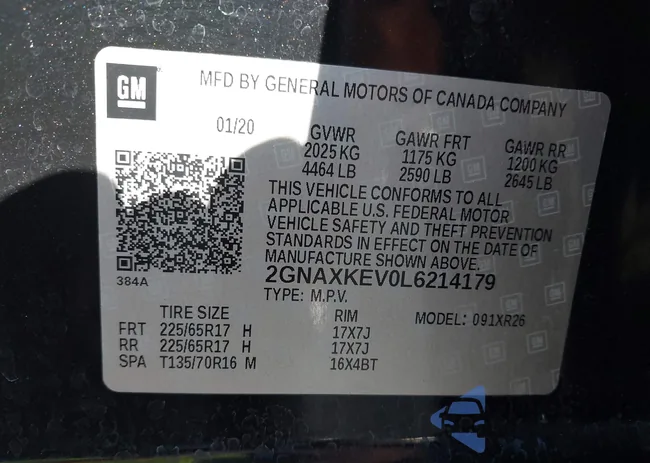 GM
MFD BY GENERAL MOTORS OF CANADA COMPANY
01/20
GVWR GAWR FRT GAWR RR
2025 KG 1175 KG 1200 KG
4464 LB 2590 LB 2645 LB
THIS VEHICLE CONFORMS TO ALL
APPLICABLE U.S. FEDERAL MOTOR
VEHICLE SAFETY AND THEFT PREVENTION
STANDARDS IN EFFECT ON THE DATE OF
MANUFACTURE SHOWN ABOVE.
384A
2GNAXKEV0L6214179
TYPE: M.P.V.
TIRE SIZE RIM MODEL: 091XR26
FRT 225/65R17 H 17X7J
RR 225/65R17 H 17X7J
SPA T135/70R16 M 16X4BT